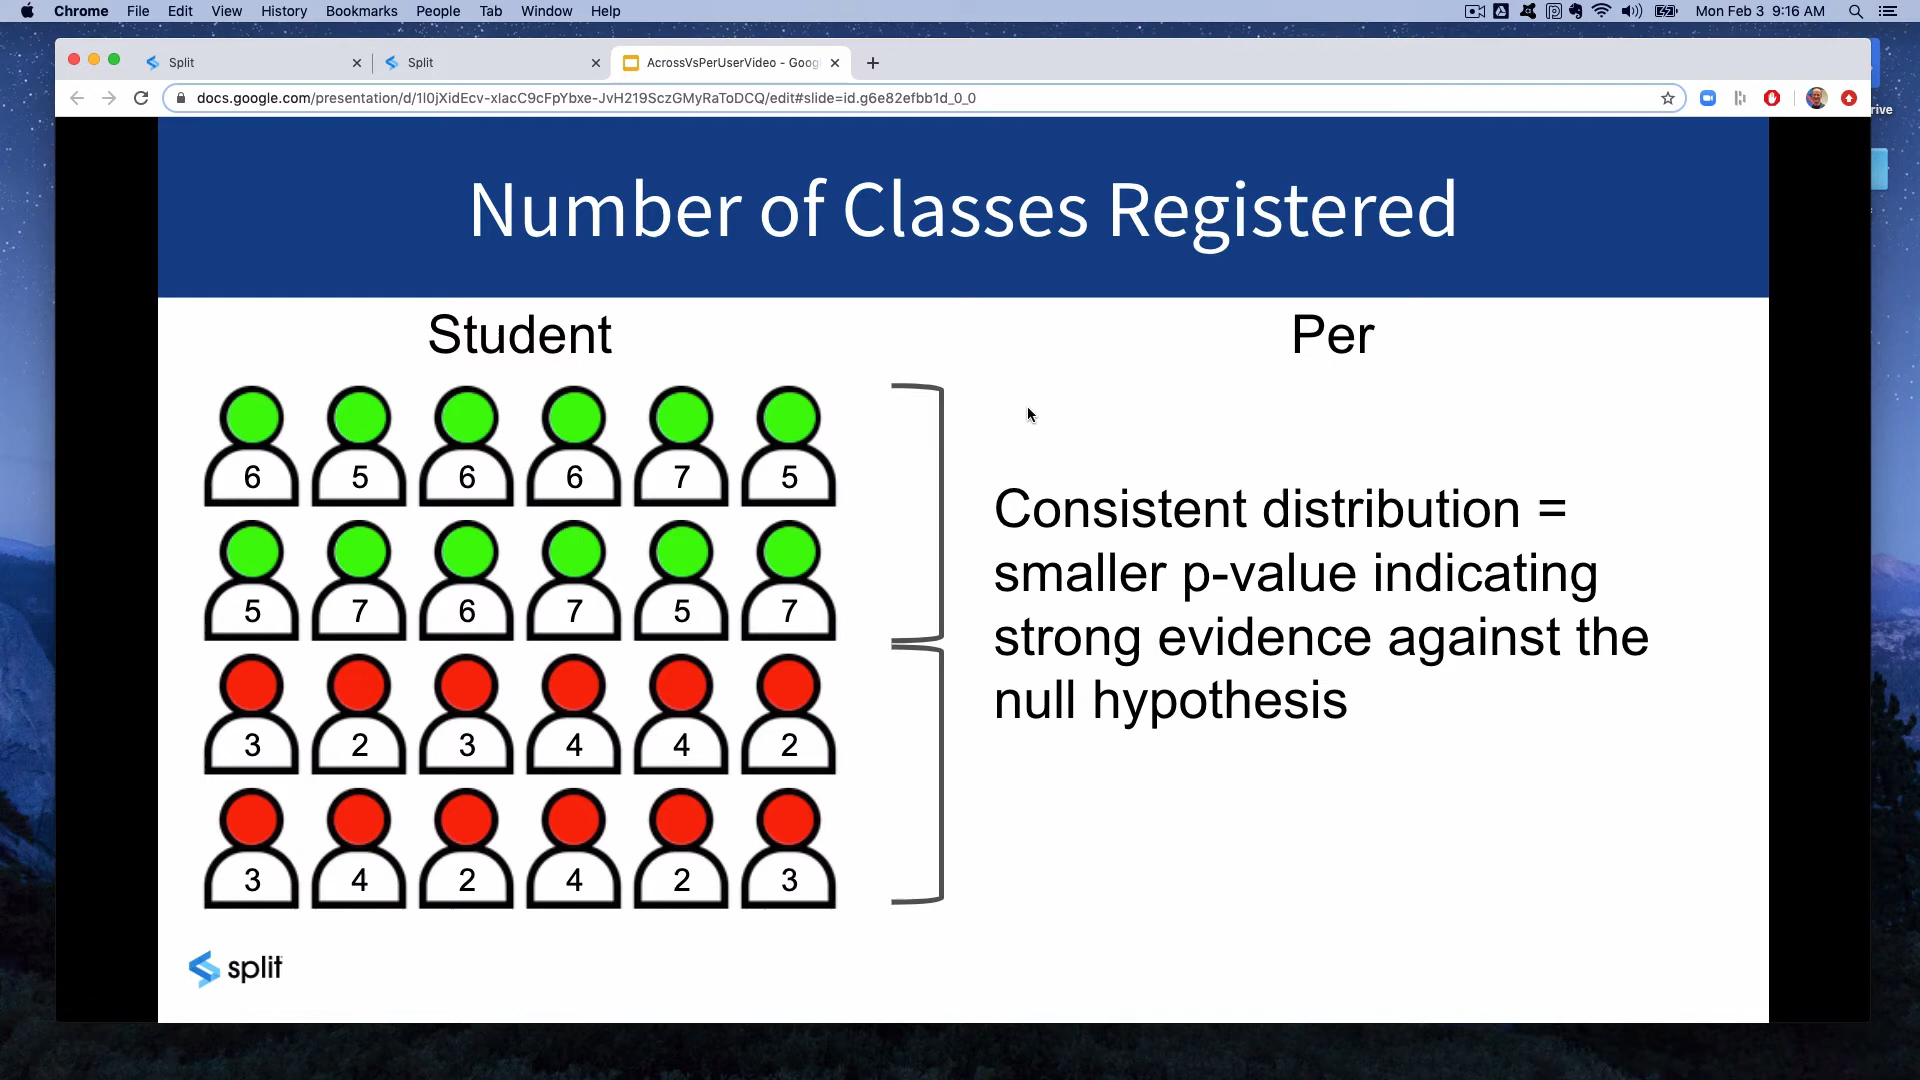 Chrome File Edit View History Bookmarks People Tab Window Help Mon Feb 3 9:16 AM
Split Split AcrossVsPerUserVideo - Goog
docs.google.com/presentation/d/1I0jXidEcv-xIacC9cFpYbxe-JvH219SczGMyRaToDCQ/edit#slide=id.g6e82efbb1d_0_0
rive
Number of Classes Registered
Student Per
6 5 6 6 7 5
5 7 6 7 5 7
3 2 3 4 4 2
3 4 2 4 2 3
Consistent distribution =
smaller p-value indicating
strong evidence against the
null hypothesis
split